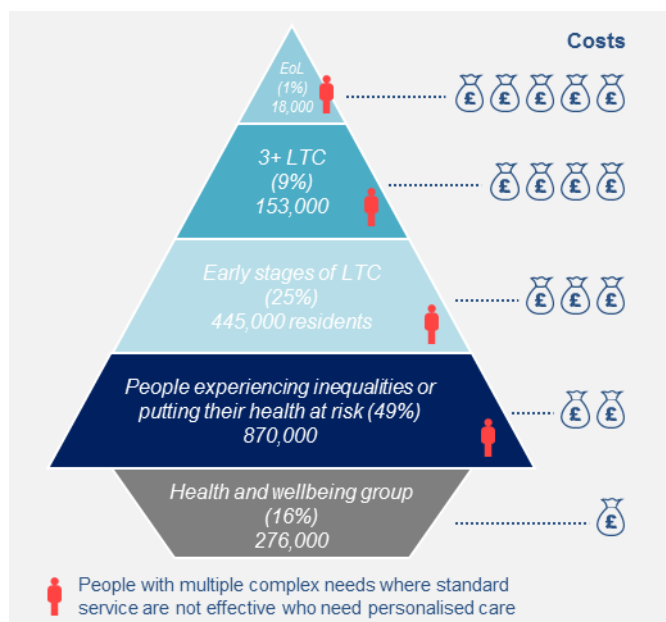 Costs
EoL
(1%)
18,000
£ £ £ £ £
3+ LTC
(9%)
153,000
£ £ £ £
Early stages of LTC
(25%)
445,000 residents
£ £ £
People experiencing inequalities or
putting their health at risk (49%)
870,000
£ £
Health and wellbeing group
(16%)
276,000
£
People with multiple complex needs where standard
service are not effective who need personalised care